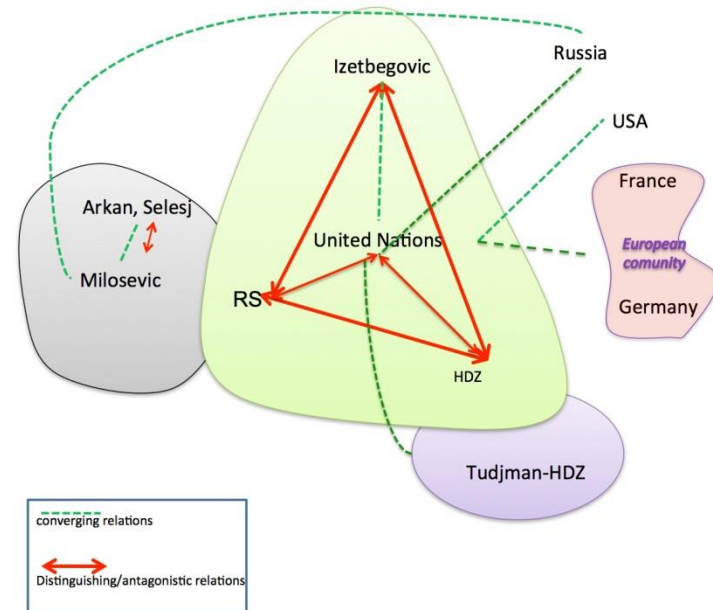 Izetbegovic
Russia
USA
France
Arkan, Selesj
United Nations
European
comunity
Milosevic
RS
Germany
HDZ
Tudjman-HDZ
converging relations
Distinguishing/antagonistic relations